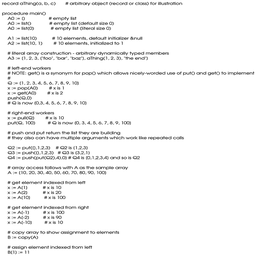 record aThing(a, b, c)     # arbitrary object (record or class) for illustration
procedure main()
A0 := []     # empty list
A0 := list()     # empty list (default size 0)
A0 := list(0)     # empty list (literal size 0)
A1 := list(10)     # 10 elements, default initializer &null
A2 := list(10, 1)     # 10 elements, initialized to 1
# literal array construction - arbitrary dynamically typed members
A3 := [1, 2, 3, ("foo", "bar", "baz"), aThing(1, 2, 3), "the end"]
# left-end workers
# NOTE: get() is a synonym for pop() which allows nicely-worded use of put() and get() to implement
#
Q := [1, 2, 3, 4, 5, 6, 7, 8, 9, 10]
x := pop(A0)     # x is 1
x := get(A0)     # x is 2
push(Q,0)
# Q is now (0,3, 4, 5, 6, 7, 8, 9, 10)
# right-end workers
x := pull(Q)     # x is 10
put(Q, 100)     # Q is now (0, 3, 4, 5, 6, 7, 8, 9, 100)
# push and put return the list they are building
# they also can have multiple arguments which work like repeated calls
Q2 := put([],1,2,3)     # Q2 is (1,2,3)
Q3 := push([],1,2,3)     # Q3 is (3,2,1)
Q4 := push(put(Q2),4),0) # Q4 is (0,1,2,3,4) and so is Q2
# array access follows with A as the sample array
A := [10, 20, 30, 40, 50, 60, 70, 80, 90, 100]
# get element indexed from left
x := A[1]     # x is 10
x := A[2]     # x is 20
x := A[10]     # x is 100
# get element indexed from right
x := A[-1]     # x is 100
x := A[-2]     # x is 90
x := A[-10]     # x is 10
# copy array to show assignment to elements
B := copy(A)
# assign element indexed from left
B[1] := 11